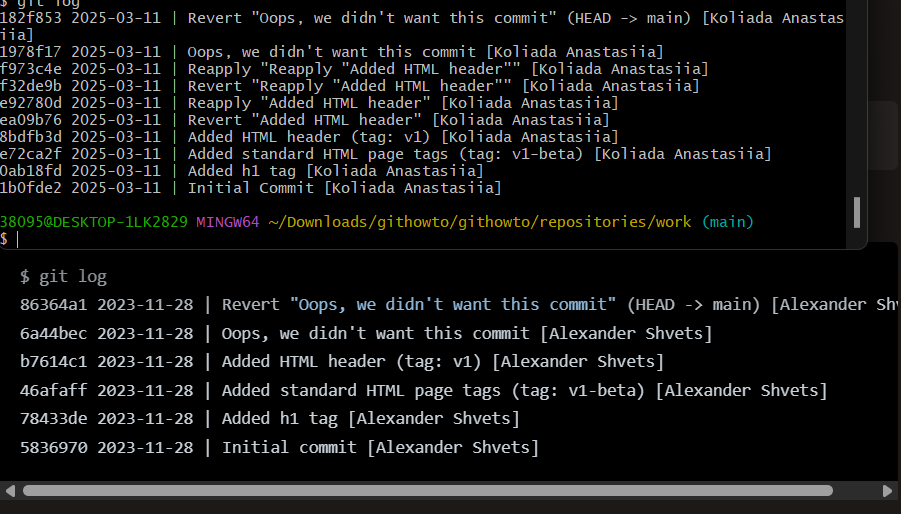 $ git log
182f853 2025-03-11 | Revert "Oops, we didn't want this commit" (HEAD -> main) [Koliada Anastas
iia]
1978f17 2025-03-11 | Oops, we didn't want this commit [Koliada Anastasiia]
f973c4e 2025-03-11 | Reapply "Reapply "Added HTML header"" [Koliada Anastasiia]
f32de9b 2025-03-11 | Revert "Reapply "Added HTML header"" [Koliada Anastasiia]
e92780d 2025-03-11 | Reapply "Added HTML header" [Koliada Anastasiia]
ea09b76 2025-03-11 | Revert "Added HTML header" [Koliada Anastasiia]
8bdfb3d 2025-03-11 | Added HTML header (tag: v1) [Koliada Anastasiia]
e72ca2f 2025-03-11 | Added standard HTML page tags (tag: v1-beta) [Koliada Anastasiia]
0ab18fd 2025-03-11 | Added h1 tag [Koliada Anastasiia]
1b0fde2 2025-03-11 | Initial Commit [Koliada Anastasiia]
38095@DESKTOP-1LK2829 MINGW64 ~/Downloads/githowto/githowto/repositories/work (main)
$
$ git log
86364a1 2023-11-28 | Revert "Oops, we didn't want this commit" (HEAD -> main) [Alexander Shv
6a44bec 2023-11-28 | Oops, we didn't want this commit [Alexander Shvets]
b7614c1 2023-11-28 | Added HTML header (tag: v1) [Alexander Shvets]
46afaff 2023-11-28 | Added standard HTML page tags (tag: v1-beta) [Alexander Shvets]
78433de 2023-11-28 | Added h1 tag [Alexander Shvets]
5836970 2023-11-28 | Initial commit [Alexander Shvets]